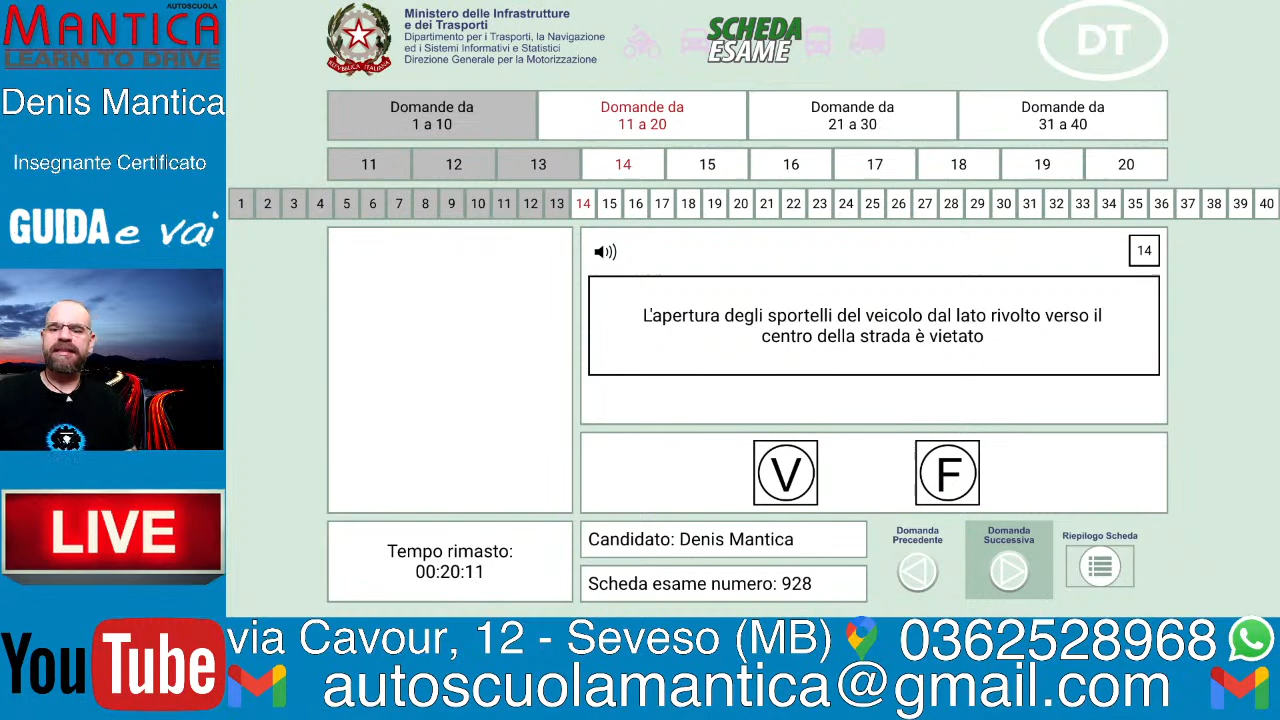 AUTOSCUOLA
MANTICA
LEARN TO DRIVE
Denis Mantica
Insegnante Certificato
GUIDA e vai
LIVE
YouTube
Ministero delle Infrastrutture
e dei Trasporti
Dipartimento per i Trasporti, la Navigazione
ed i Sistemi Informativi e Statistici
Direzione Generale per la Motorizzazione
REPVBBLICA ITALIANA
SCHEDA
ESAME
DT
Domande da
1 a 10
Domande da
11 a 20
Domande da
21 a 30
Domande da
31 a 40
11 12 13 14 15 16 17 18 19 20
1 2 3 4 5 6 7 8 9 10 11 12 13 14 15 16 17 18 19 20 21 22 23 24 25 26 27 28 29 30 31 32 33 34 35 36 37 38 39 40
14
L'apertura degli sportelli del veicolo dal lato rivolto verso il
centro della strada è vietato
V F
Tempo rimasto:
00:20:11
Candidato: Denis Mantica
Scheda esame numero: 928
Domanda
Precedente
Domanda
Successiva
Riepilogo Scheda
via Cavour, 12 - Seveso (MB) 0362528968
autoscuolamantica@gmail.com